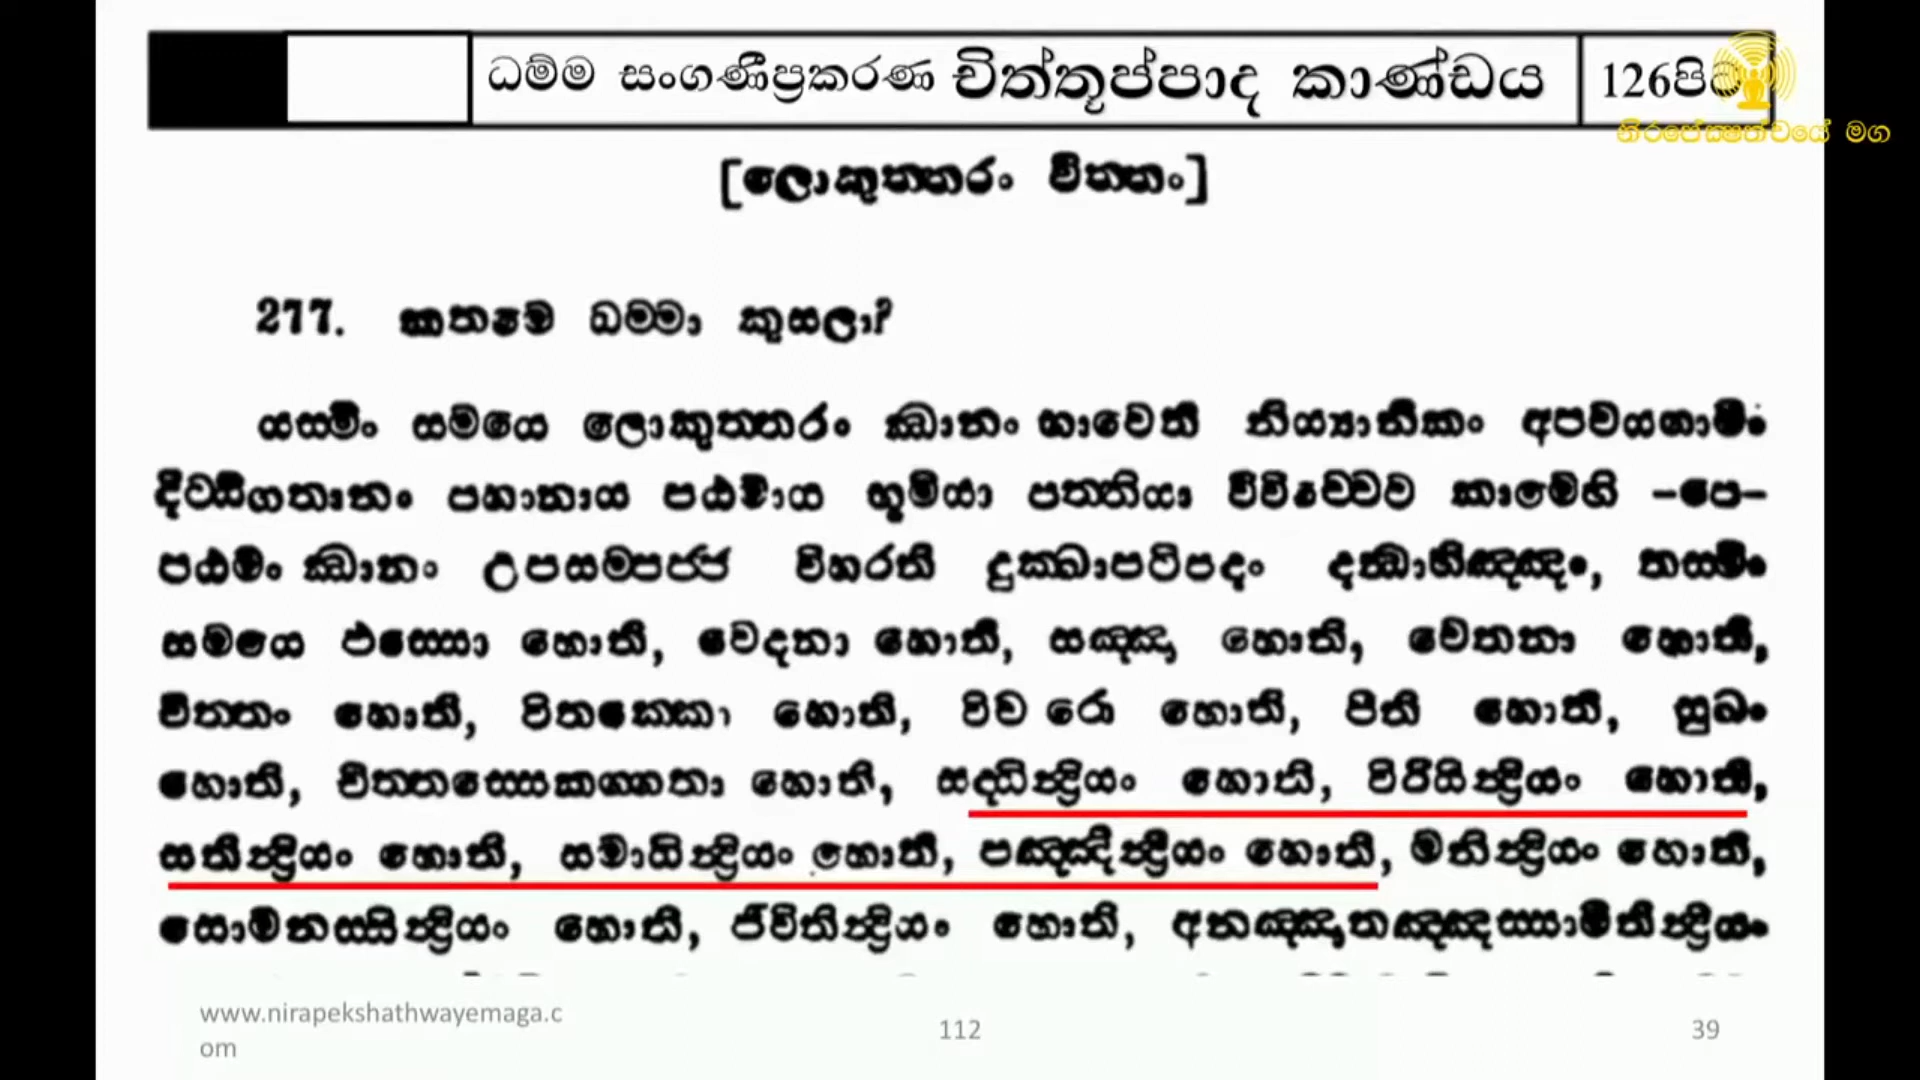 ධම්ම සංගණීප්‍රකරණ චිත්තූප්පාද කාණ්ඩය
126පිට
නිරපේක්‍ෂත්වයේ මග
[ලොකුත්තරං චිත්තං]
277. කතමෙ ධම්මා කුසලා?
යස්මිං සමයෙ ලොකුත්තරං ඣානං භාවෙති නිය්‍යානිකං අපචයගාමිං
දිට්ඨිගතානං පහානාය පඨමාය භූමියා පත්තියා විවිච්චෙව කාමෙහි –පෙ–
පඨමං ඣානං උපසම්පජ්ජ විහරති දුක්ඛාපටිපදං දන්ධාභිඤ්ඤං, තස්මිං
සමයෙ ඵස්සො හොති, වෙදනා හොති, සඤ්ඤා හොති, චෙතනා හොති,
චිත්තං හොති, විතක්කො හොති, විචාරො හොති, පීති හොති, සුඛං
හොති, චිත්තස්සෙකග්ගතා හොති, සද්ධින්ද්‍රියං හොති, විරියින්ද්‍රියං හොති,
සතින්ද්‍රියං හොති, සමාධින්ද්‍රියං හොති, පඤ්ඤින්ද්‍රියං හොති, මනින්ද්‍රියං හොති,
සොමනස්සින්ද්‍රියං හොති, ජීවිතින්ද්‍රියං හොති, අනඤ්ඤාතඤ්ඤස්සාමීතින්ද්‍රියං
www.nirapekshathwayemaga.c
om
112
39